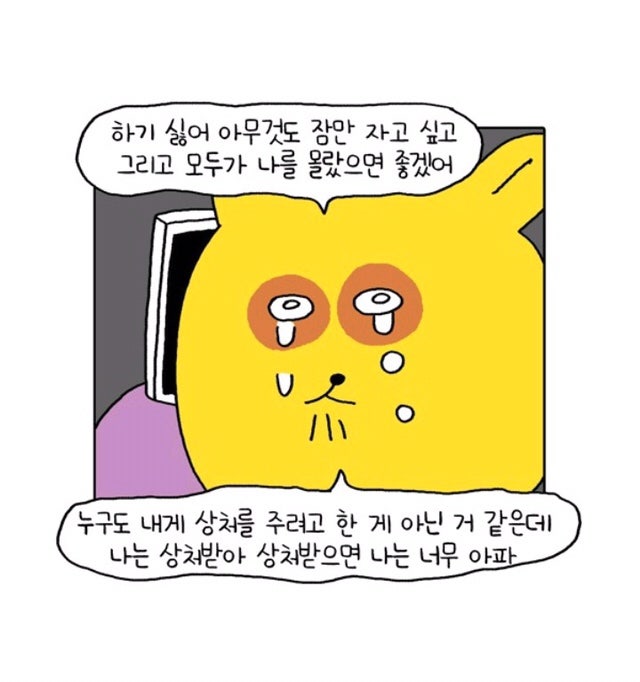 하기 싫어 아무것도 잠만 자고 싶고
그리고 모두가 나를 몰랐으면 좋겠어
누구도 내게 상처를 주려고 한 게 아닌 거 같은데
나는 상처받아 상처받으면 나는 너무 아파